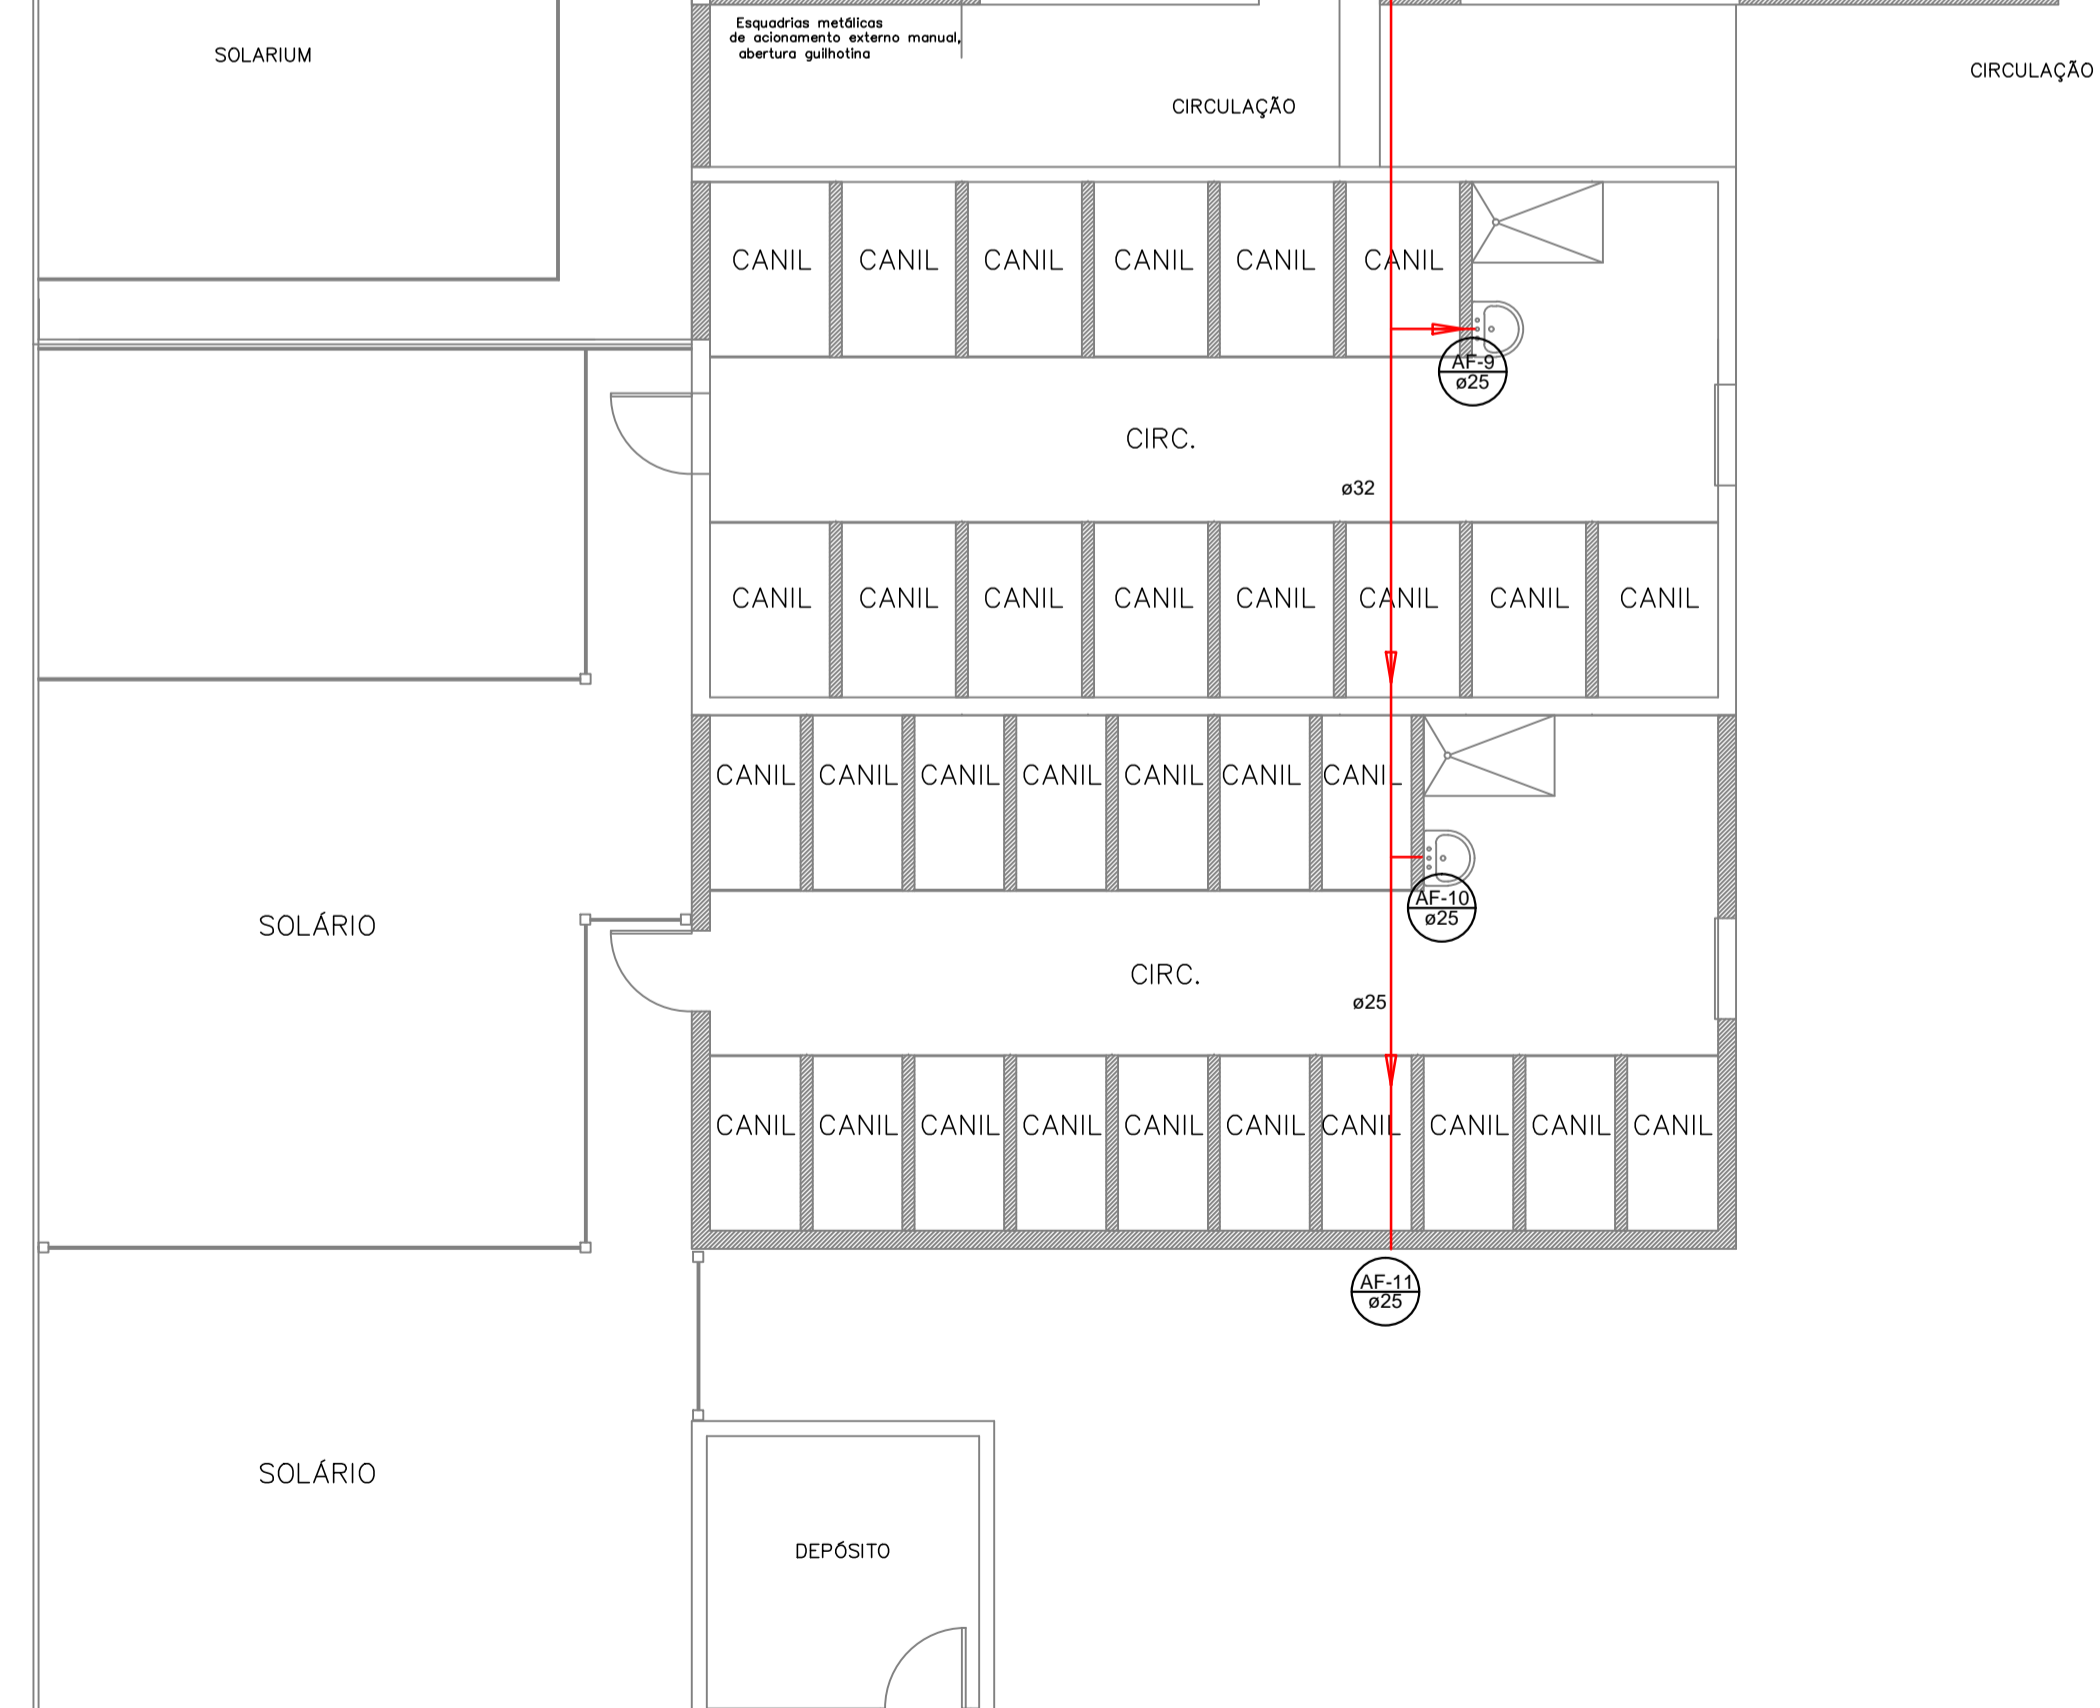 Esquadrias metálicas
de acionamento externo manual,
abertura guilhotina
SOLARIUM
CIRCULAÇÃO
CIRCULAÇÃO
CANIL CANIL CANIL CANIL CANIL CANIL
AF-9
ø25
CIRC.
ø32
CANIL CANIL CANIL CANIL CANIL CANIL CANIL CANIL
CANIL CANIL CANIL CANIL CANIL CANIL CANIL
AF-10
ø25
SOLÁRIO
CIRC.
ø25
CANIL CANIL CANIL CANIL CANIL CANIL CANIL CANIL CANIL CANIL
AF-11
ø25
SOLÁRIO
DEPÓSITO